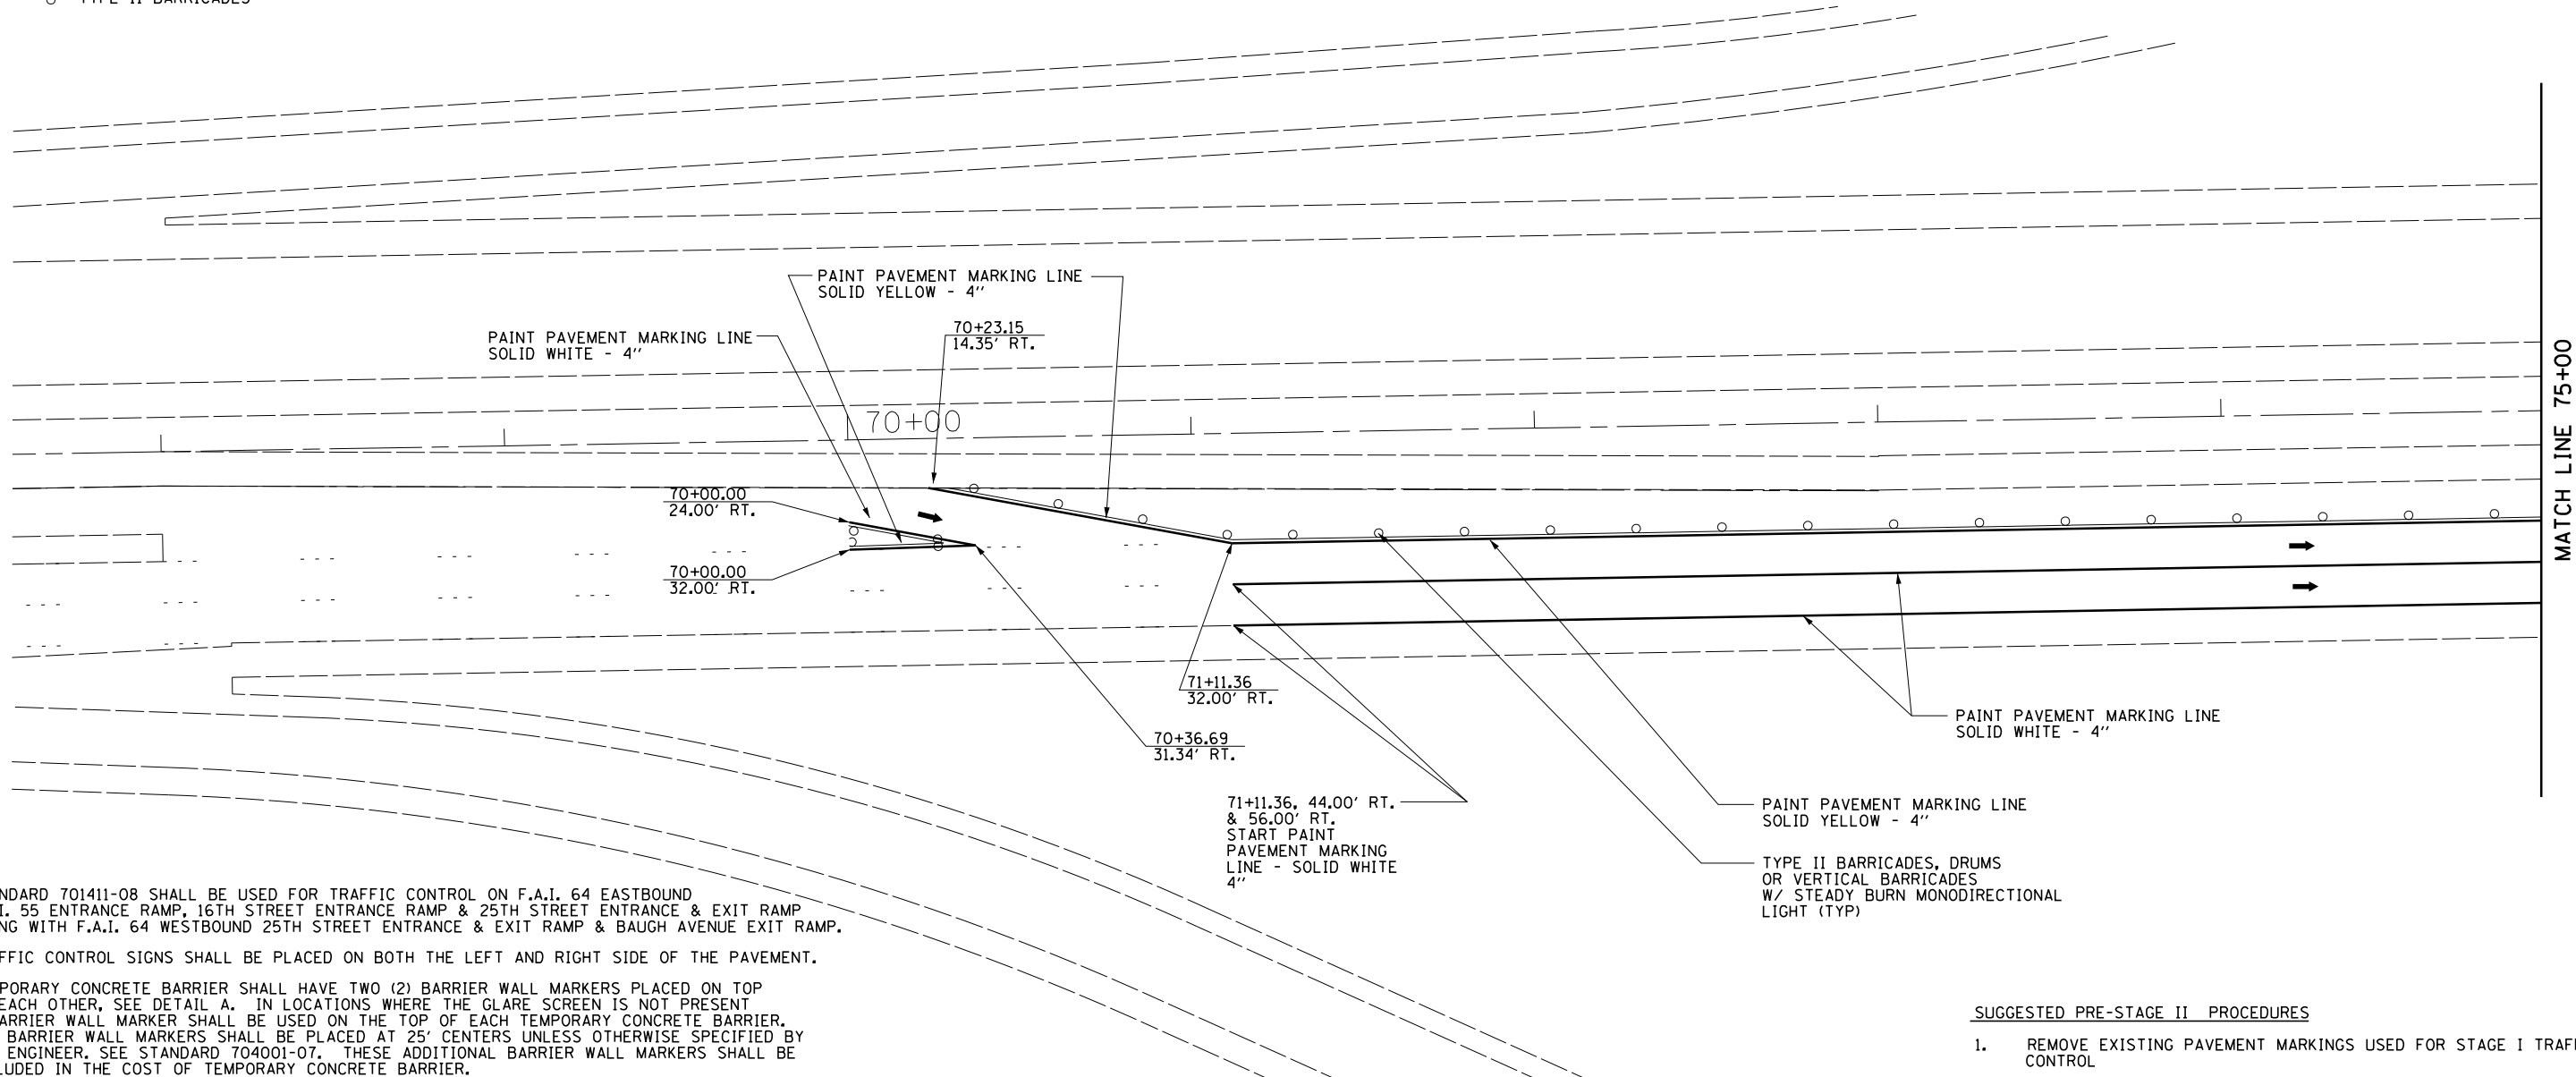 TYPE II BARRICADES
PAINT PAVEMENT MARKING LINE
SOLID YELLOW - 4''
PAINT PAVEMENT MARKING LINE
SOLID WHITE - 4''
70+23.15
14.35' RT.
70+00
MATCH LINE 75+00
70+00.00
24.00' RT.
70+00.00
32.00' RT.
71+11.36
32.00' RT.
70+36.69
31.34' RT.
PAINT PAVEMENT MARKING LINE
SOLID WHITE - 4''
71+11.36, 44.00' RT.
& 56.00' RT.
START PAINT
PAVEMENT MARKING
LINE - SOLID WHITE
4''
PAINT PAVEMENT MARKING LINE
SOLID YELLOW - 4''
TYPE II BARRICADES, DRUMS
OR VERTICAL BARRICADES
W/ STEADY BURN MONODIRECTIONAL
LIGHT (TYP)
NDARD 701411-08 SHALL BE USED FOR TRAFFIC CONTROL ON F.A.I. 64 EASTBOUND
I. 55 ENTRANCE RAMP, 16TH STREET ENTRANCE RAMP & 25TH STREET ENTRANCE & EXIT RAMP
NG WITH F.A.I. 64 WESTBOUND 25TH STREET ENTRANCE & EXIT RAMP & BAUGH AVENUE EXIT RAMP.
FFIC CONTROL SIGNS SHALL BE PLACED ON BOTH THE LEFT AND RIGHT SIDE OF THE PAVEMENT.
PORARY CONCRETE BARRIER SHALL HAVE TWO (2) BARRIER WALL MARKERS PLACED ON TOP
EACH OTHER, SEE DETAIL A. IN LOCATIONS WHERE THE GLARE SCREEN IS NOT PRESENT
ARRIER WALL MARKER SHALL BE USED ON THE TOP OF EACH TEMPORARY CONCRETE BARRIER.
BARRIER WALL MARKERS SHALL BE PLACED AT 25' CENTERS UNLESS OTHERWISE SPECIFIED BY
ENGINEER. SEE STANDARD 704001-07. THESE ADDITIONAL BARRIER WALL MARKERS SHALL BE
LUDED IN THE COST OF TEMPORARY CONCRETE BARRIER.
SUGGESTED PRE-STAGE II PROCEDURES
1. REMOVE EXISTING PAVEMENT MARKINGS USED FOR STAGE I TRAFF
CONTROL